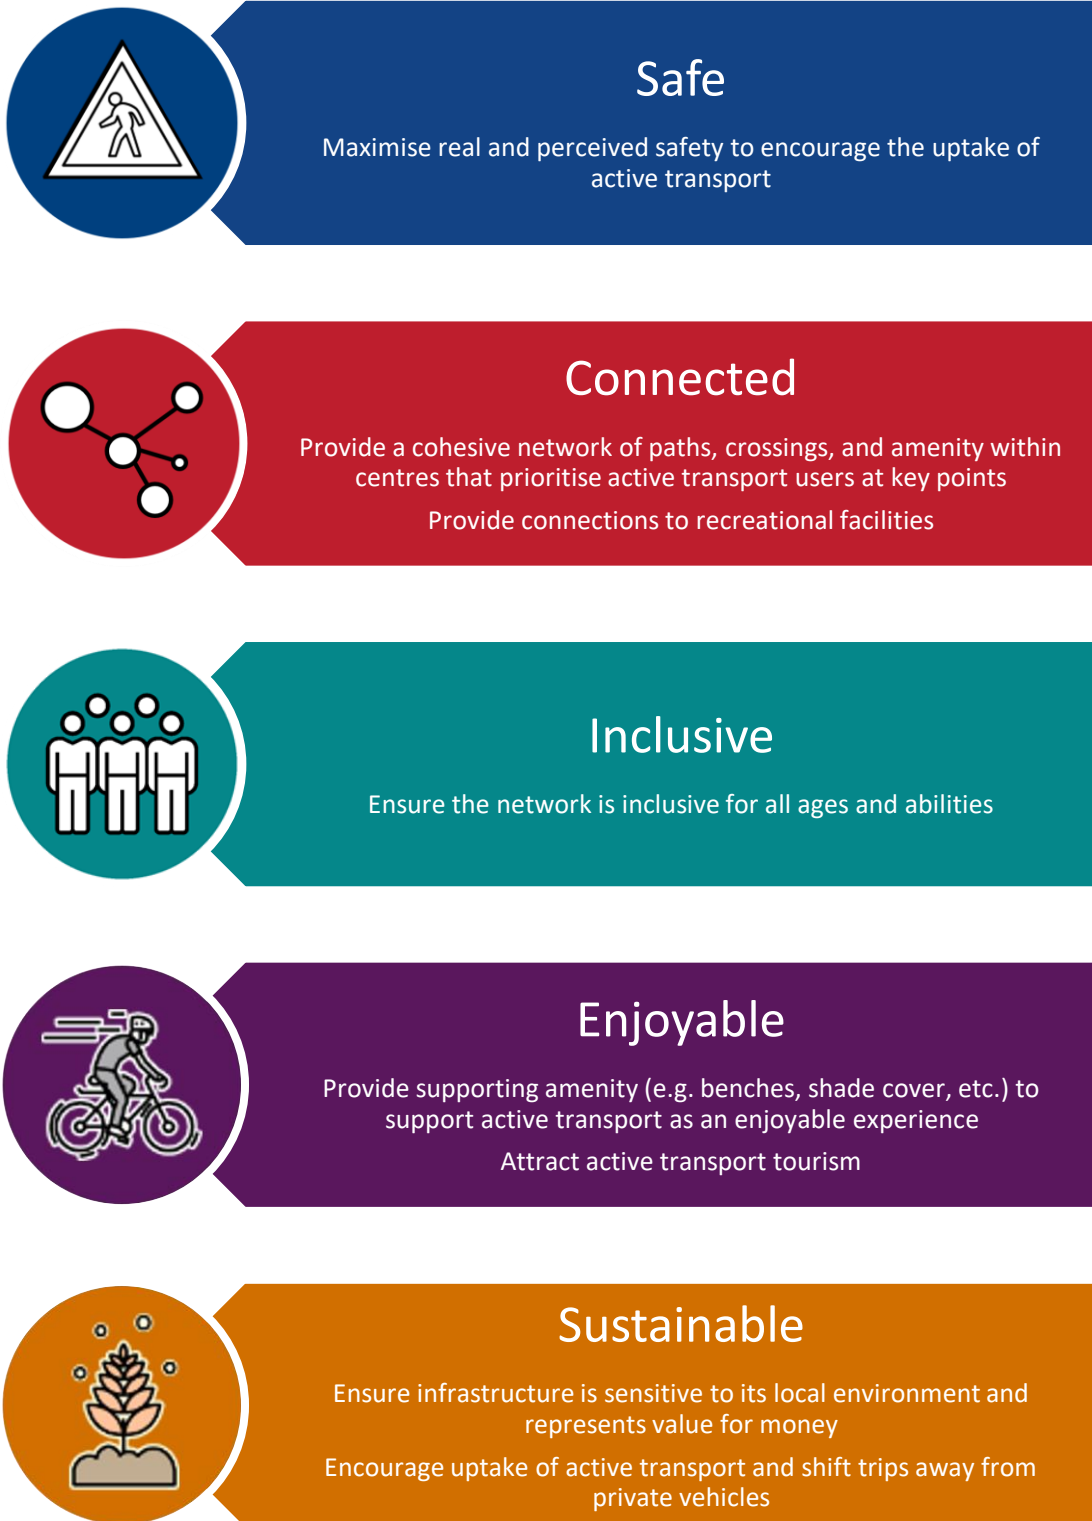 Safe
Maximise real and perceived safety to encourage the uptake of
active transport
Connected
Provide a cohesive network of paths, crossings, and amenity within
centres that prioritise active transport users at key points
Provide connections to recreational facilities
Inclusive
Ensure the network is inclusive for all ages and abilities
Enjoyable
Provide supporting amenity (e.g. benches, shade cover, etc.) to
support active transport as an enjoyable experience
Attract active transport tourism
Sustainable
Ensure infrastructure is sensitive to its local environment and
represents value for money
Encourage uptake of active transport and shift trips away from
private vehicles